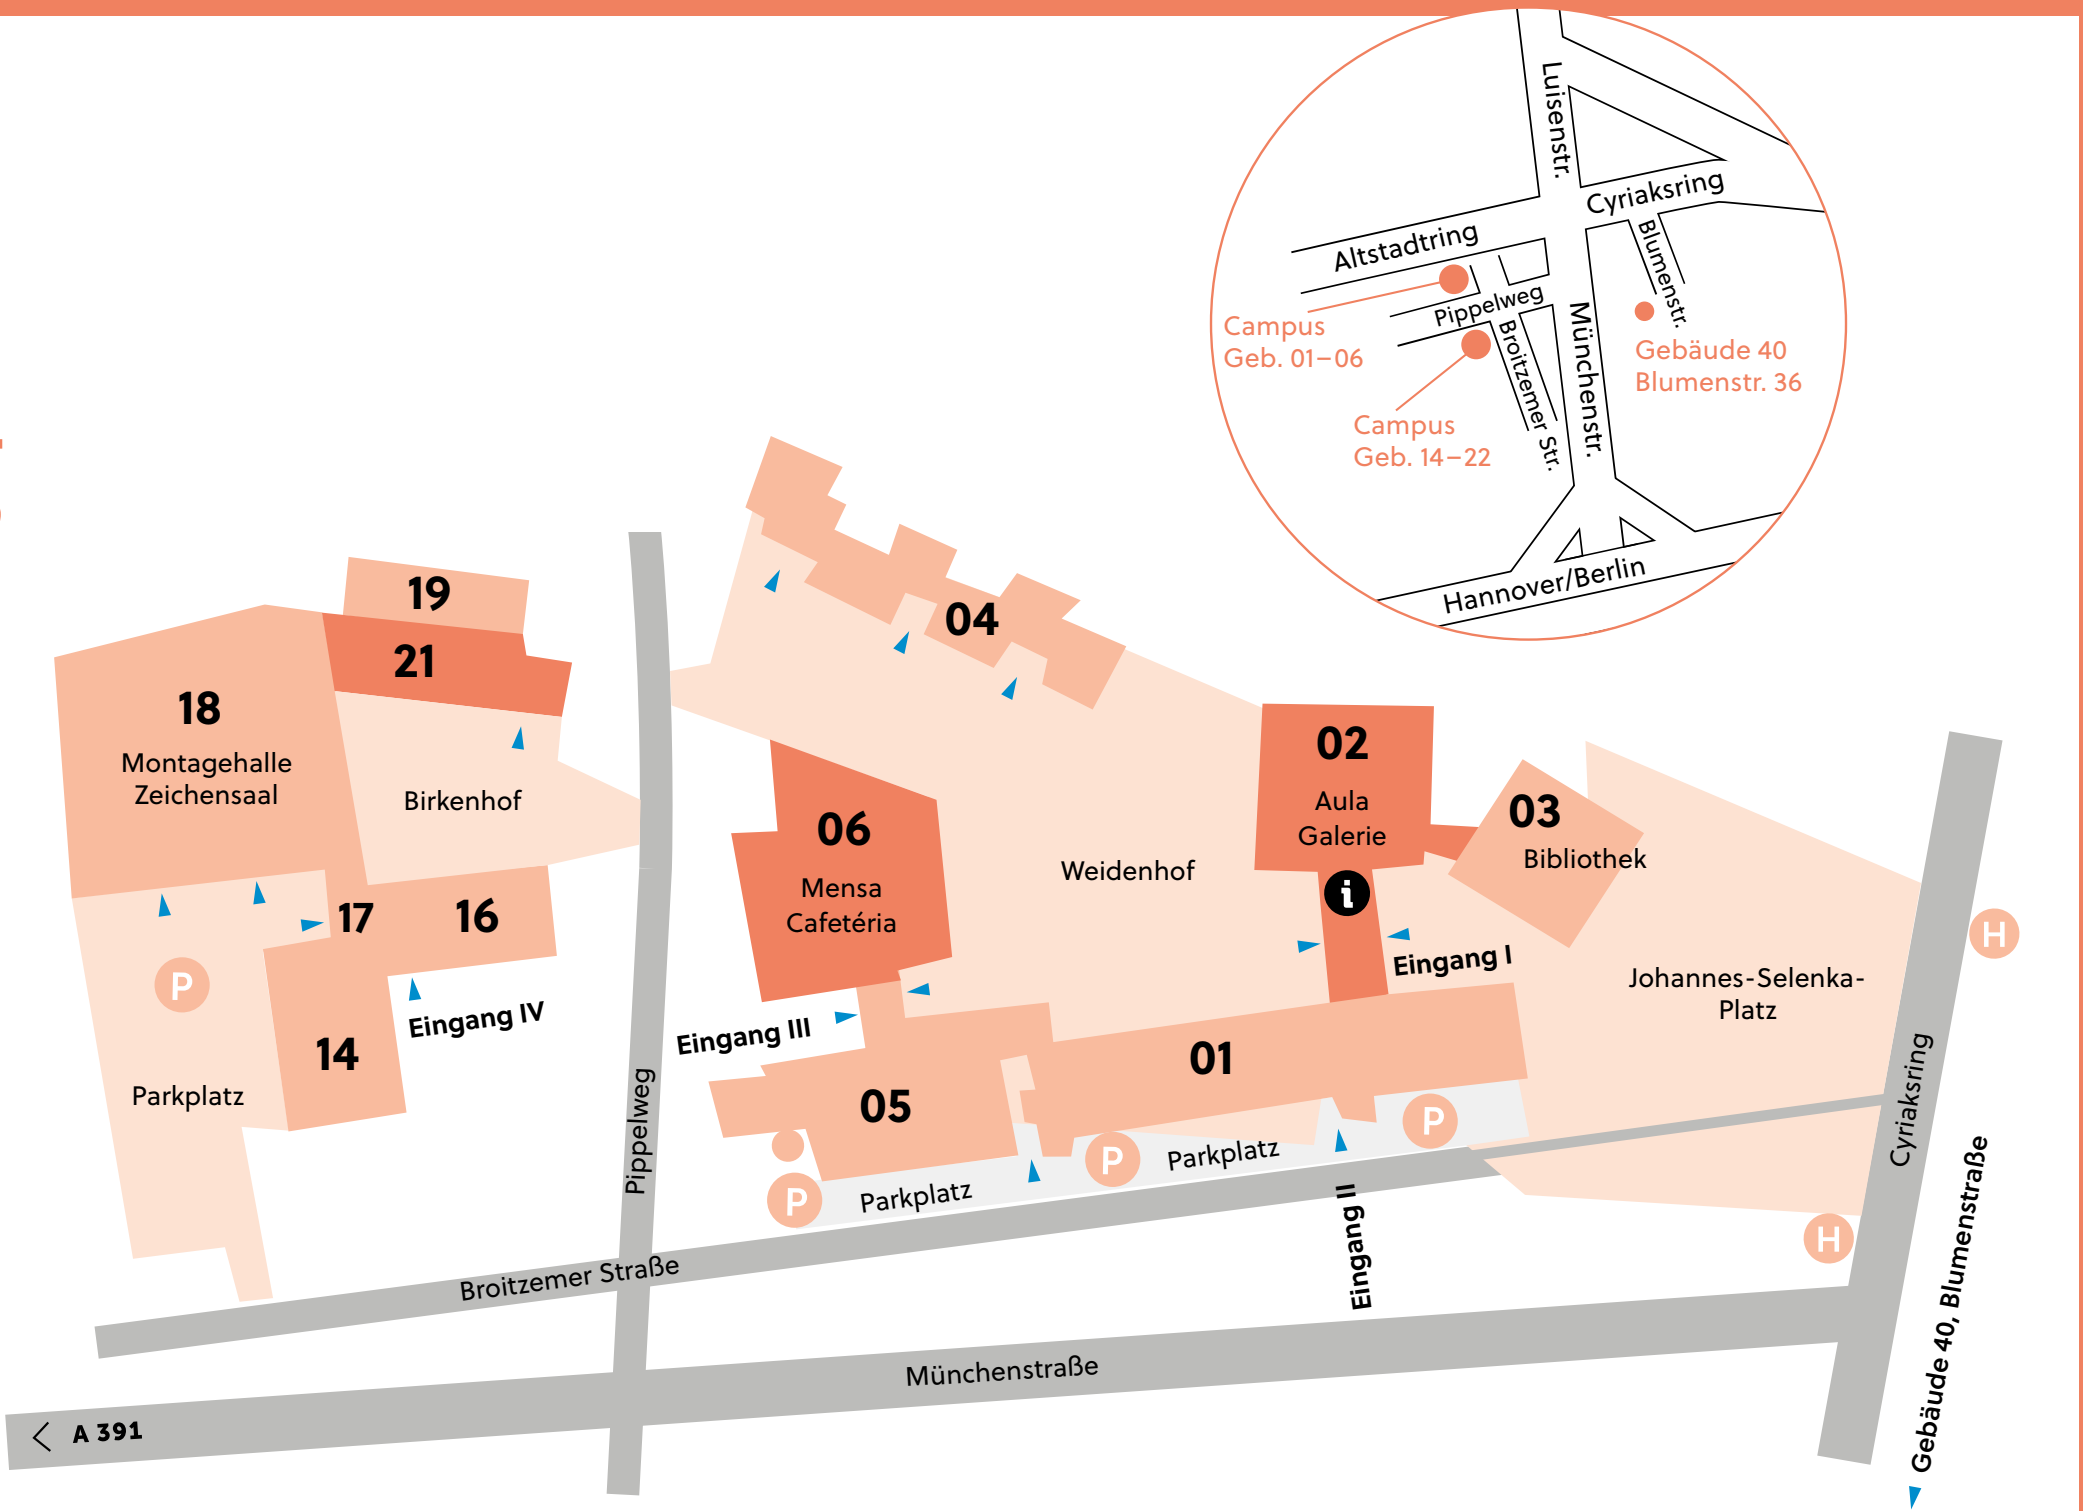 Luisenstr.
Cyriaksring
Altstadtring
Blumenstr.
Pippelweg
Münchenstr.
Broitzemer Str.
Campus
Geb. 01–06
Gebäude 40
Blumenstr. 36
Campus
Geb. 14–22
Hannover/Berlin
19
21
18
Montagehalle
Zeichensaal
Birkenhof
17
16
P
Eingang IV
14
Parkplatz
04
02
Aula
Galerie
i
03
Bibliothek
06
Mensa
Cafetéria
Weidenhof
Eingang I
Eingang III
Johannes-Selenka-
Platz
H
01
05
P
P
Parkplatz
P
Parkplatz
Eingang II
H
Pippelweg
Cyriaksring
Broitzemer Straße
Münchenstraße
A 391
Gebäude 40, Blumenstraße